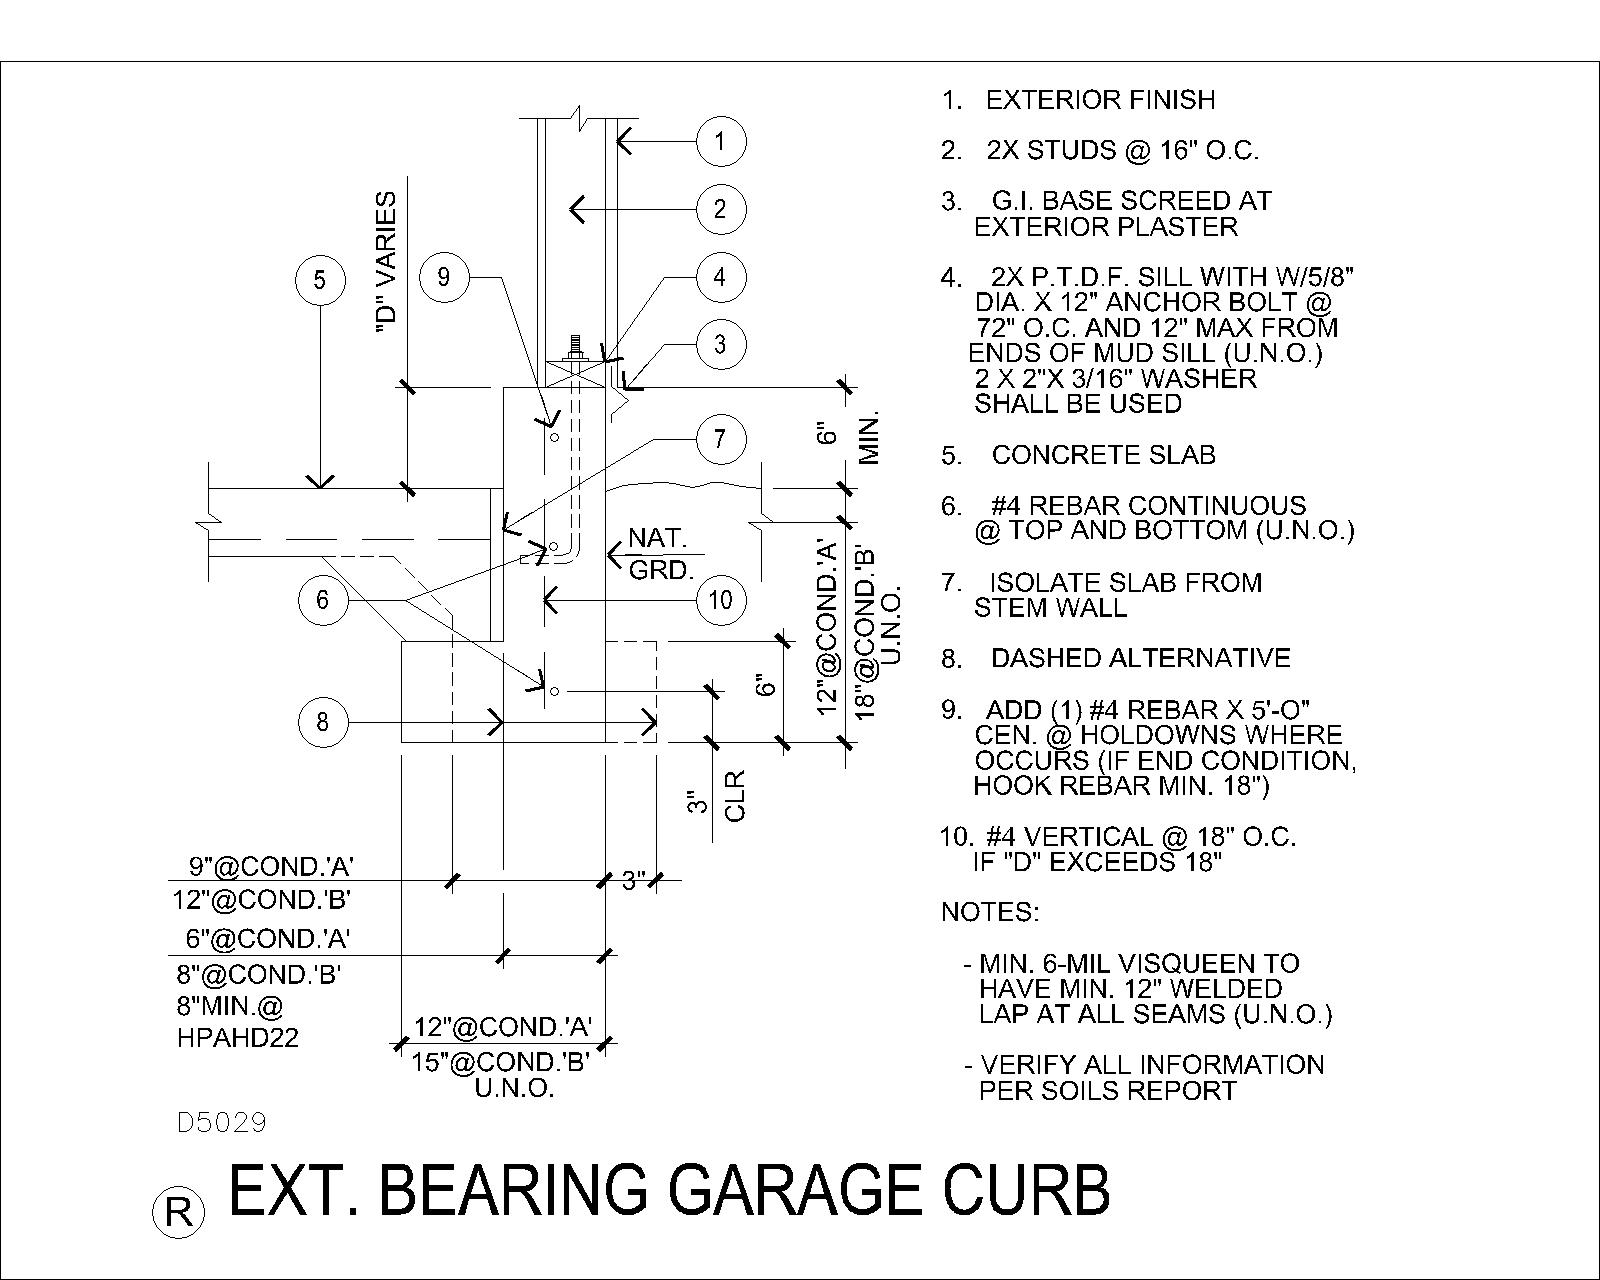 1. EXTERIOR FINISH
2. 2X STUDS @ 16" O.C.
3. G.I. BASE SCREED AT
EXTERIOR PLASTER
4. 2X P.T.D.F. SILL WITH W/5/8"
DIA. X 12" ANCHOR BOLT @
72" O.C. AND 12" MAX FROM
ENDS OF MUD SILL (U.N.O.)
2 X 2"X 3/16" WASHER
SHALL BE USED
5. CONCRETE SLAB
6. #4 REBAR CONTINUOUS
@ TOP AND BOTTOM (U.N.O.)
7. ISOLATE SLAB FROM
STEM WALL
8. DASHED ALTERNATIVE
9. ADD (1) #4 REBAR X 5'-O"
CEN. @ HOLDOWNS WHERE
OCCURS (IF END CONDITION,
HOOK REBAR MIN. 18")
10. #4 VERTICAL @ 18" O.C.
IF "D" EXCEEDS 18"
NOTES:
- MIN. 6-MIL VISQUEEN TO
HAVE MIN. 12" WELDED
LAP AT ALL SEAMS (U.N.O.)
- VERIFY ALL INFORMATION
PER SOILS REPORT
1
2
"D" VARIES
5
9
4
3
7
6"
MIN.
NAT.
GRD.
6
10
8
6"
12"@COND.'A'
18"@COND.'B'
U.N.O.
3"
CLR
9"@COND.'A'
12"@COND.'B'
3"
6"@COND.'A'
8"@COND.'B'
8"MIN.@
HPAHD22
12"@COND.'A'
15"@COND.'B'
U.N.O.
D5029
R EXT. BEARING GARAGE CURB